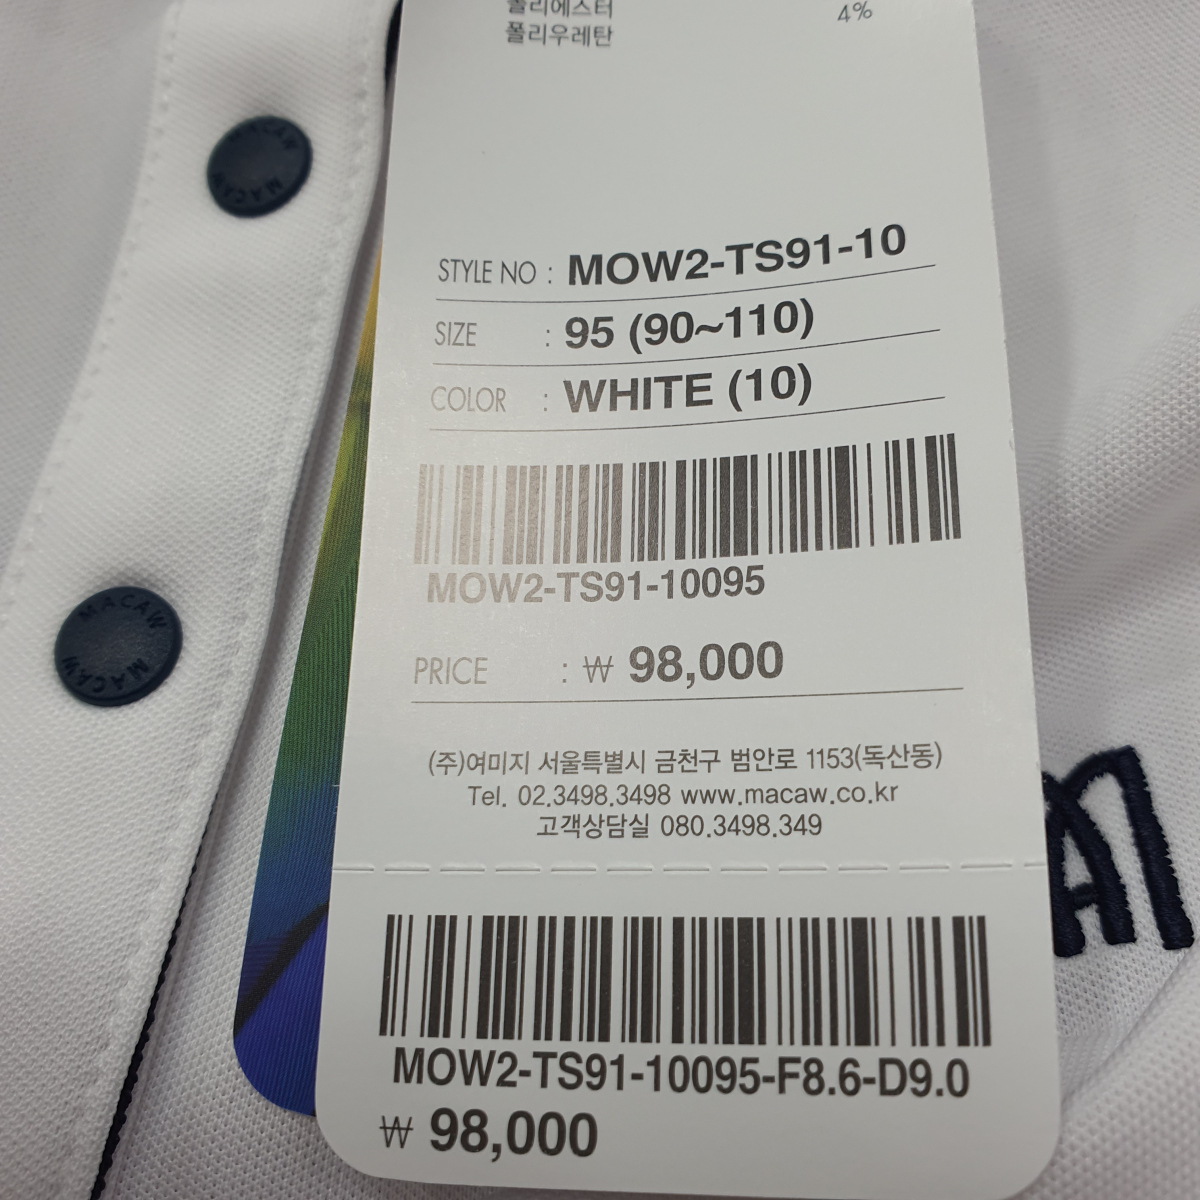 폴리에스터
폴리우레탄 4%
STYLE NO : MOW2-TS91-10
SIZE : 95 (90~110)
COLOR : WHITE (10)
MOW2-TS91-10095
PRICE : ₩ 98,000
(주)여미지 서울특별시 금천구 범안로 1153(독산동)
Tel. 02.3498.3498 www.macaw.co.kr
고객상담실 080.3498.349
MOW2-TS91-10095-F8.6-D9.0
₩ 98,000
MACAW
MACAW
MACAW
MACAW